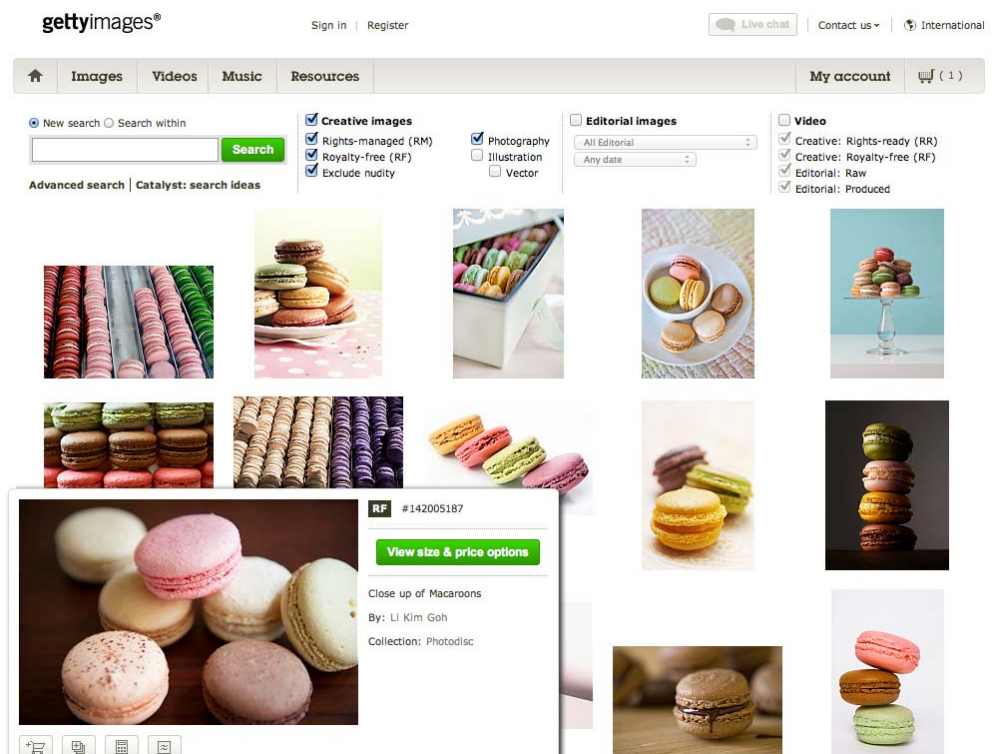 gettyimages®
Sign in | Register
Live chat
Contact us
International
Images
Videos
Music
Resources
My account
( 1 )
New search
Search within
Search
Advanced search | Catalyst: search ideas
Creative images
Rights-managed (RM)
Royalty-free (RF)
Exclude nudity
Photography
Illustration
Vector
Editorial images
All Editorial
Any date
Video
Creative: Rights-ready (RR)
Creative: Royalty-free (RF)
Editorial: Raw
Editorial: Produced
RF #142005187
View size & price options
Close up of Macaroons
By: Li Kim Goh
Collection: Photodisc